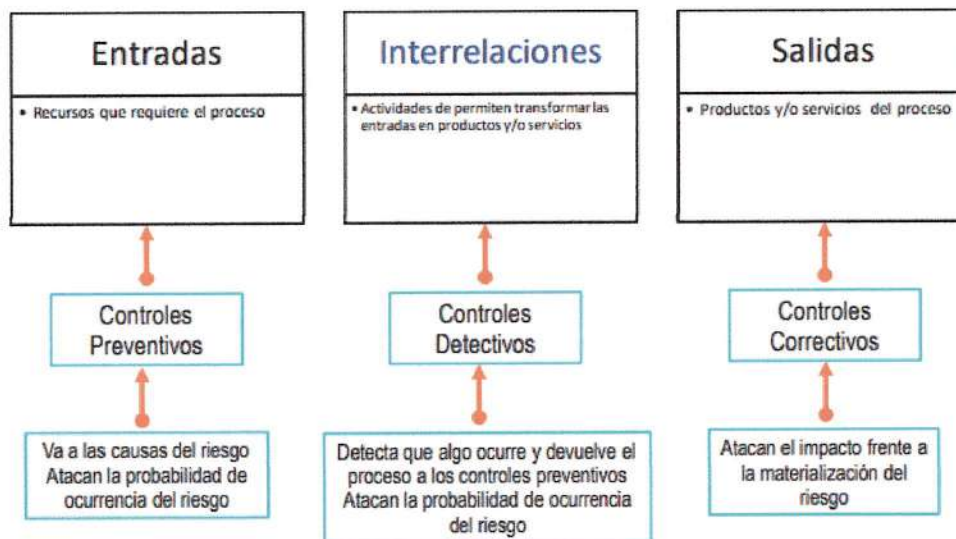 Entradas
▪ Recursos que requiere el proceso
Interrelaciones
▪ Actividades de permiten transformar las
entradas en productos y/o servicios
Salidas
▪ Productos y/o servicios del proceso
Controles
Preventivos
Controles
Detectivos
Controles
Correctivos
Va a las causas del riesgo
Atacan la probabilidad de
ocurrencia del riesgo
Detecta que algo ocurre y devuelve el
proceso a los controles preventivos
Atacan la probabilidad de ocurrencia
del riesgo
Atacan el impacto frente a
la materialización del
riesgo